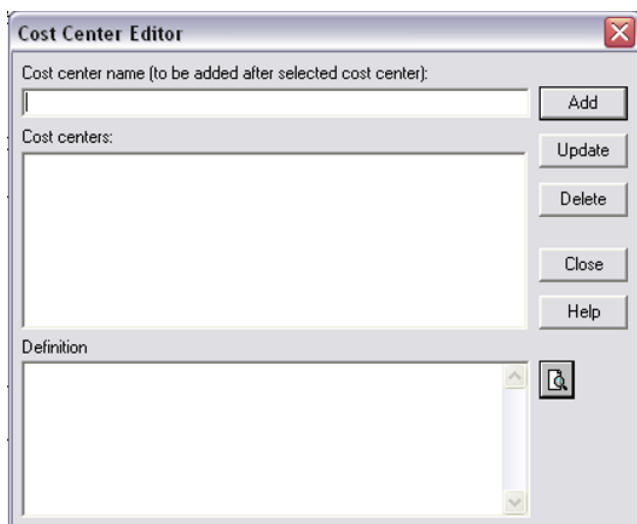 Cost Center Editor
Cost center name (to be added after selected cost center):
Add
Cost centers:
Update
Delete
Close
Help
Definition